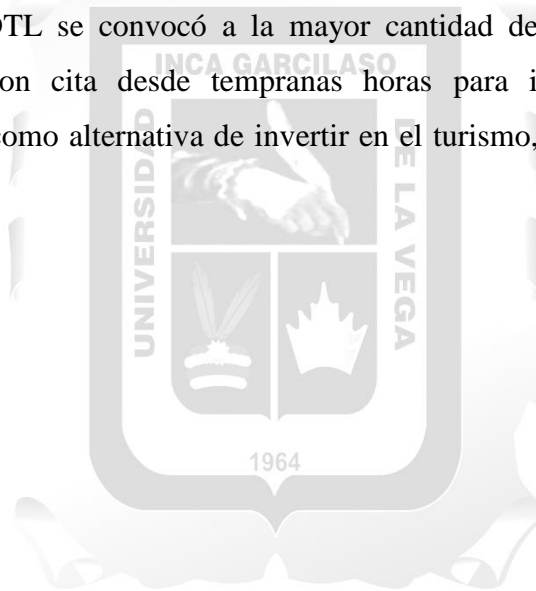 OTL se convocó a la mayor cantidad de
on cita desde tempranas horas para i
como alternativa de invertir en el turismo,
INCA GARCILASO
UNIVERSIDAD
DE LA VEGA
1964